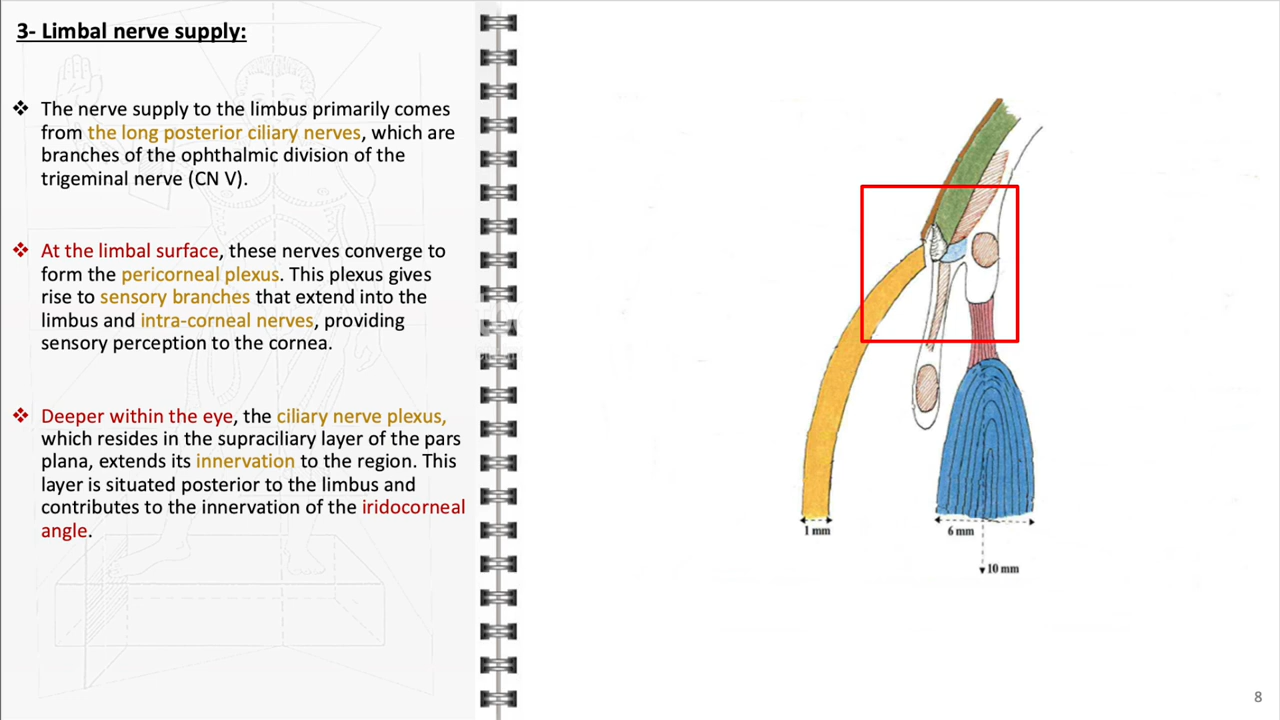 3- Limbal nerve supply:
❖ The nerve supply to the limbus primarily comes
from the long posterior ciliary nerves, which are
branches of the ophthalmic division of the
trigeminal nerve (CN V).
❖ At the limbal surface, these nerves converge to
form the pericorneal plexus. This plexus gives
rise to sensory branches that extend into the
limbus and intra-corneal nerves, providing
sensory perception to the cornea.
❖ Deeper within the eye, the ciliary nerve plexus,
which resides in the supraciliary layer of the pars
plana, extends its innervation to the region. This
layer is situated posterior to the limbus and
contributes to the innervation of the iridocorneal
angle.
1 mm
6 mm
10 mm
8